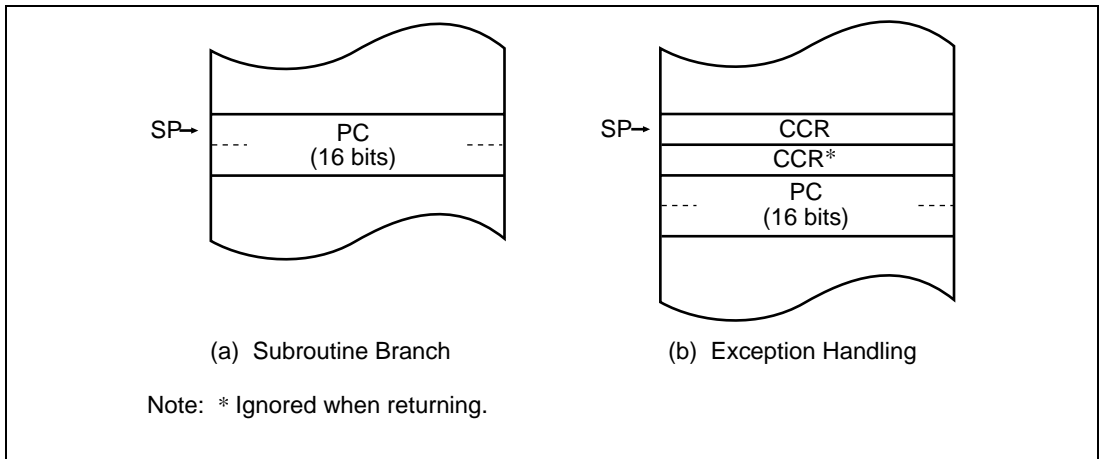 SP→
PC
(16 bits)
(a) Subroutine Branch
SP→
CCR
CCR*
PC
(16 bits)
(b) Exception Handling
Note: * Ignored when returning.